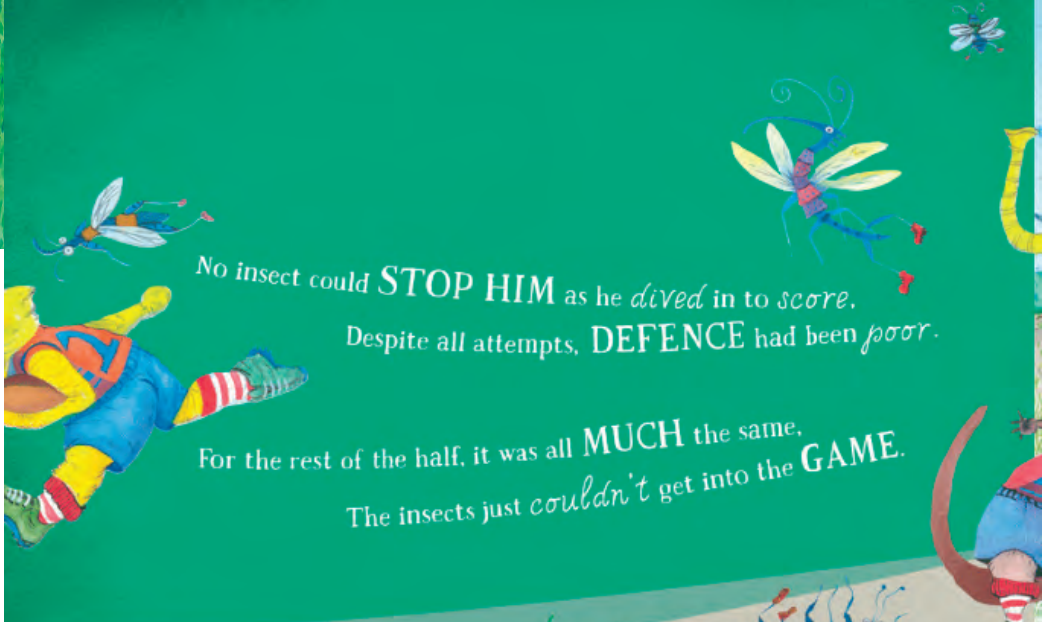 No insect could STOP HIM as he dived in to score.
Despite all attempts, DEFENCE had been poor.
For the rest of the half, it was all MUCH the same,
The insects just couldn't get into the GAME.